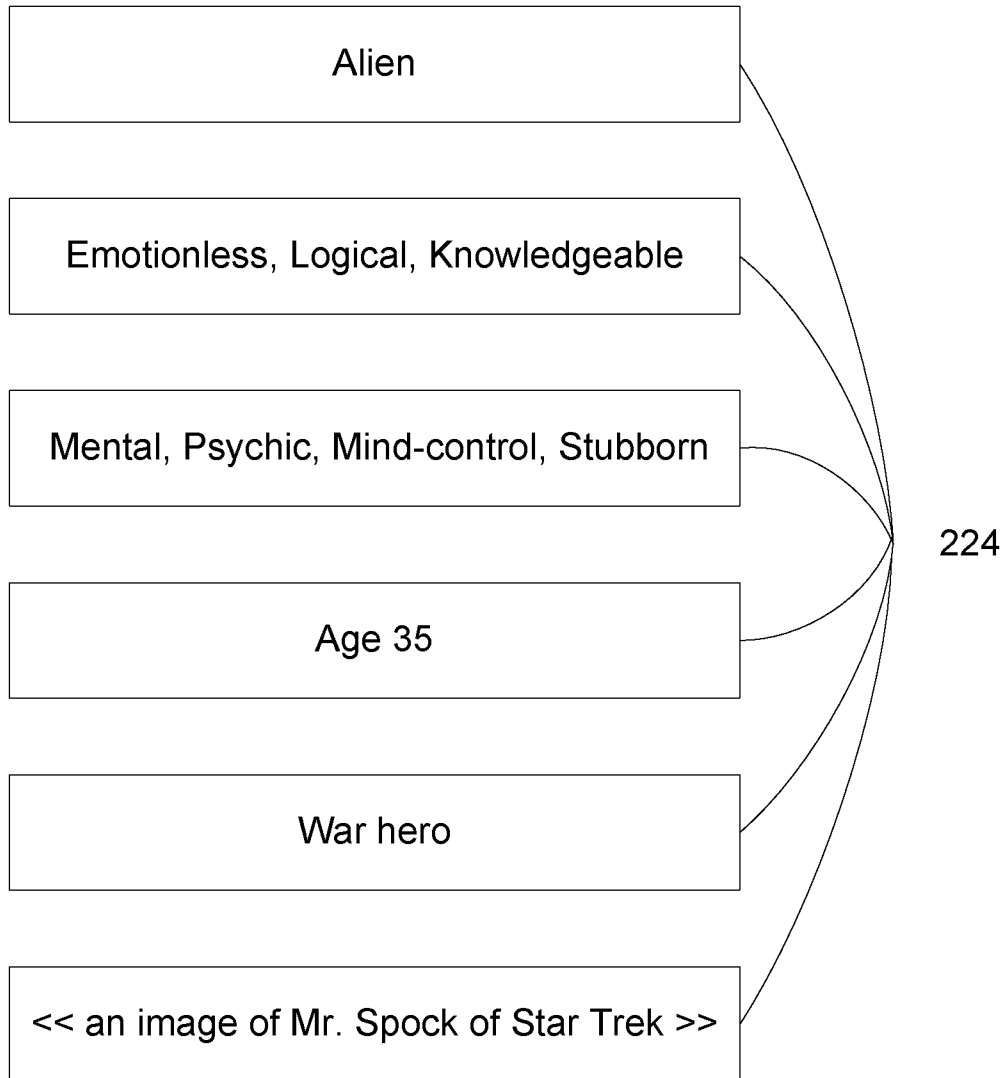 Alien
Emotionless, Logical, Knowledgeable
Mental, Psychic, Mind-control, Stubborn
224
Age 35
War hero
<< an image of Mr. Spock of Star Trek >>